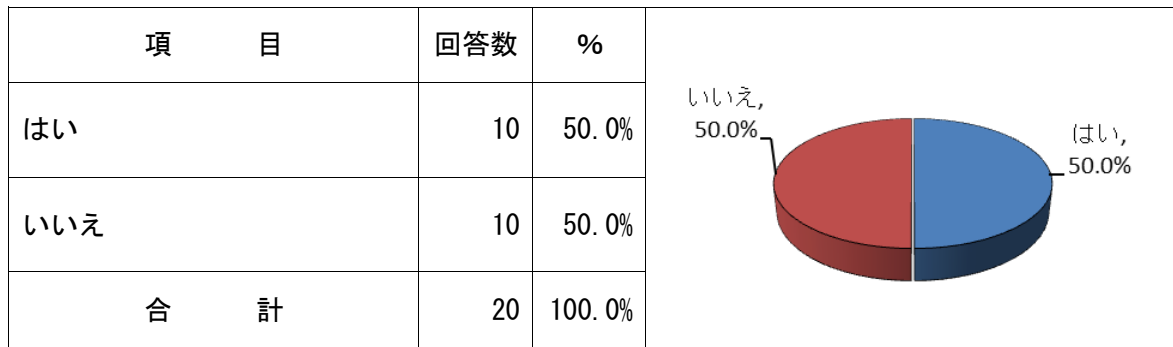 項　目 回答数 %
はい 10 50.0%
いいえ 10 50.0%
合　計 20 100.0%
いいえ,
50.0%
はい,
50.0%